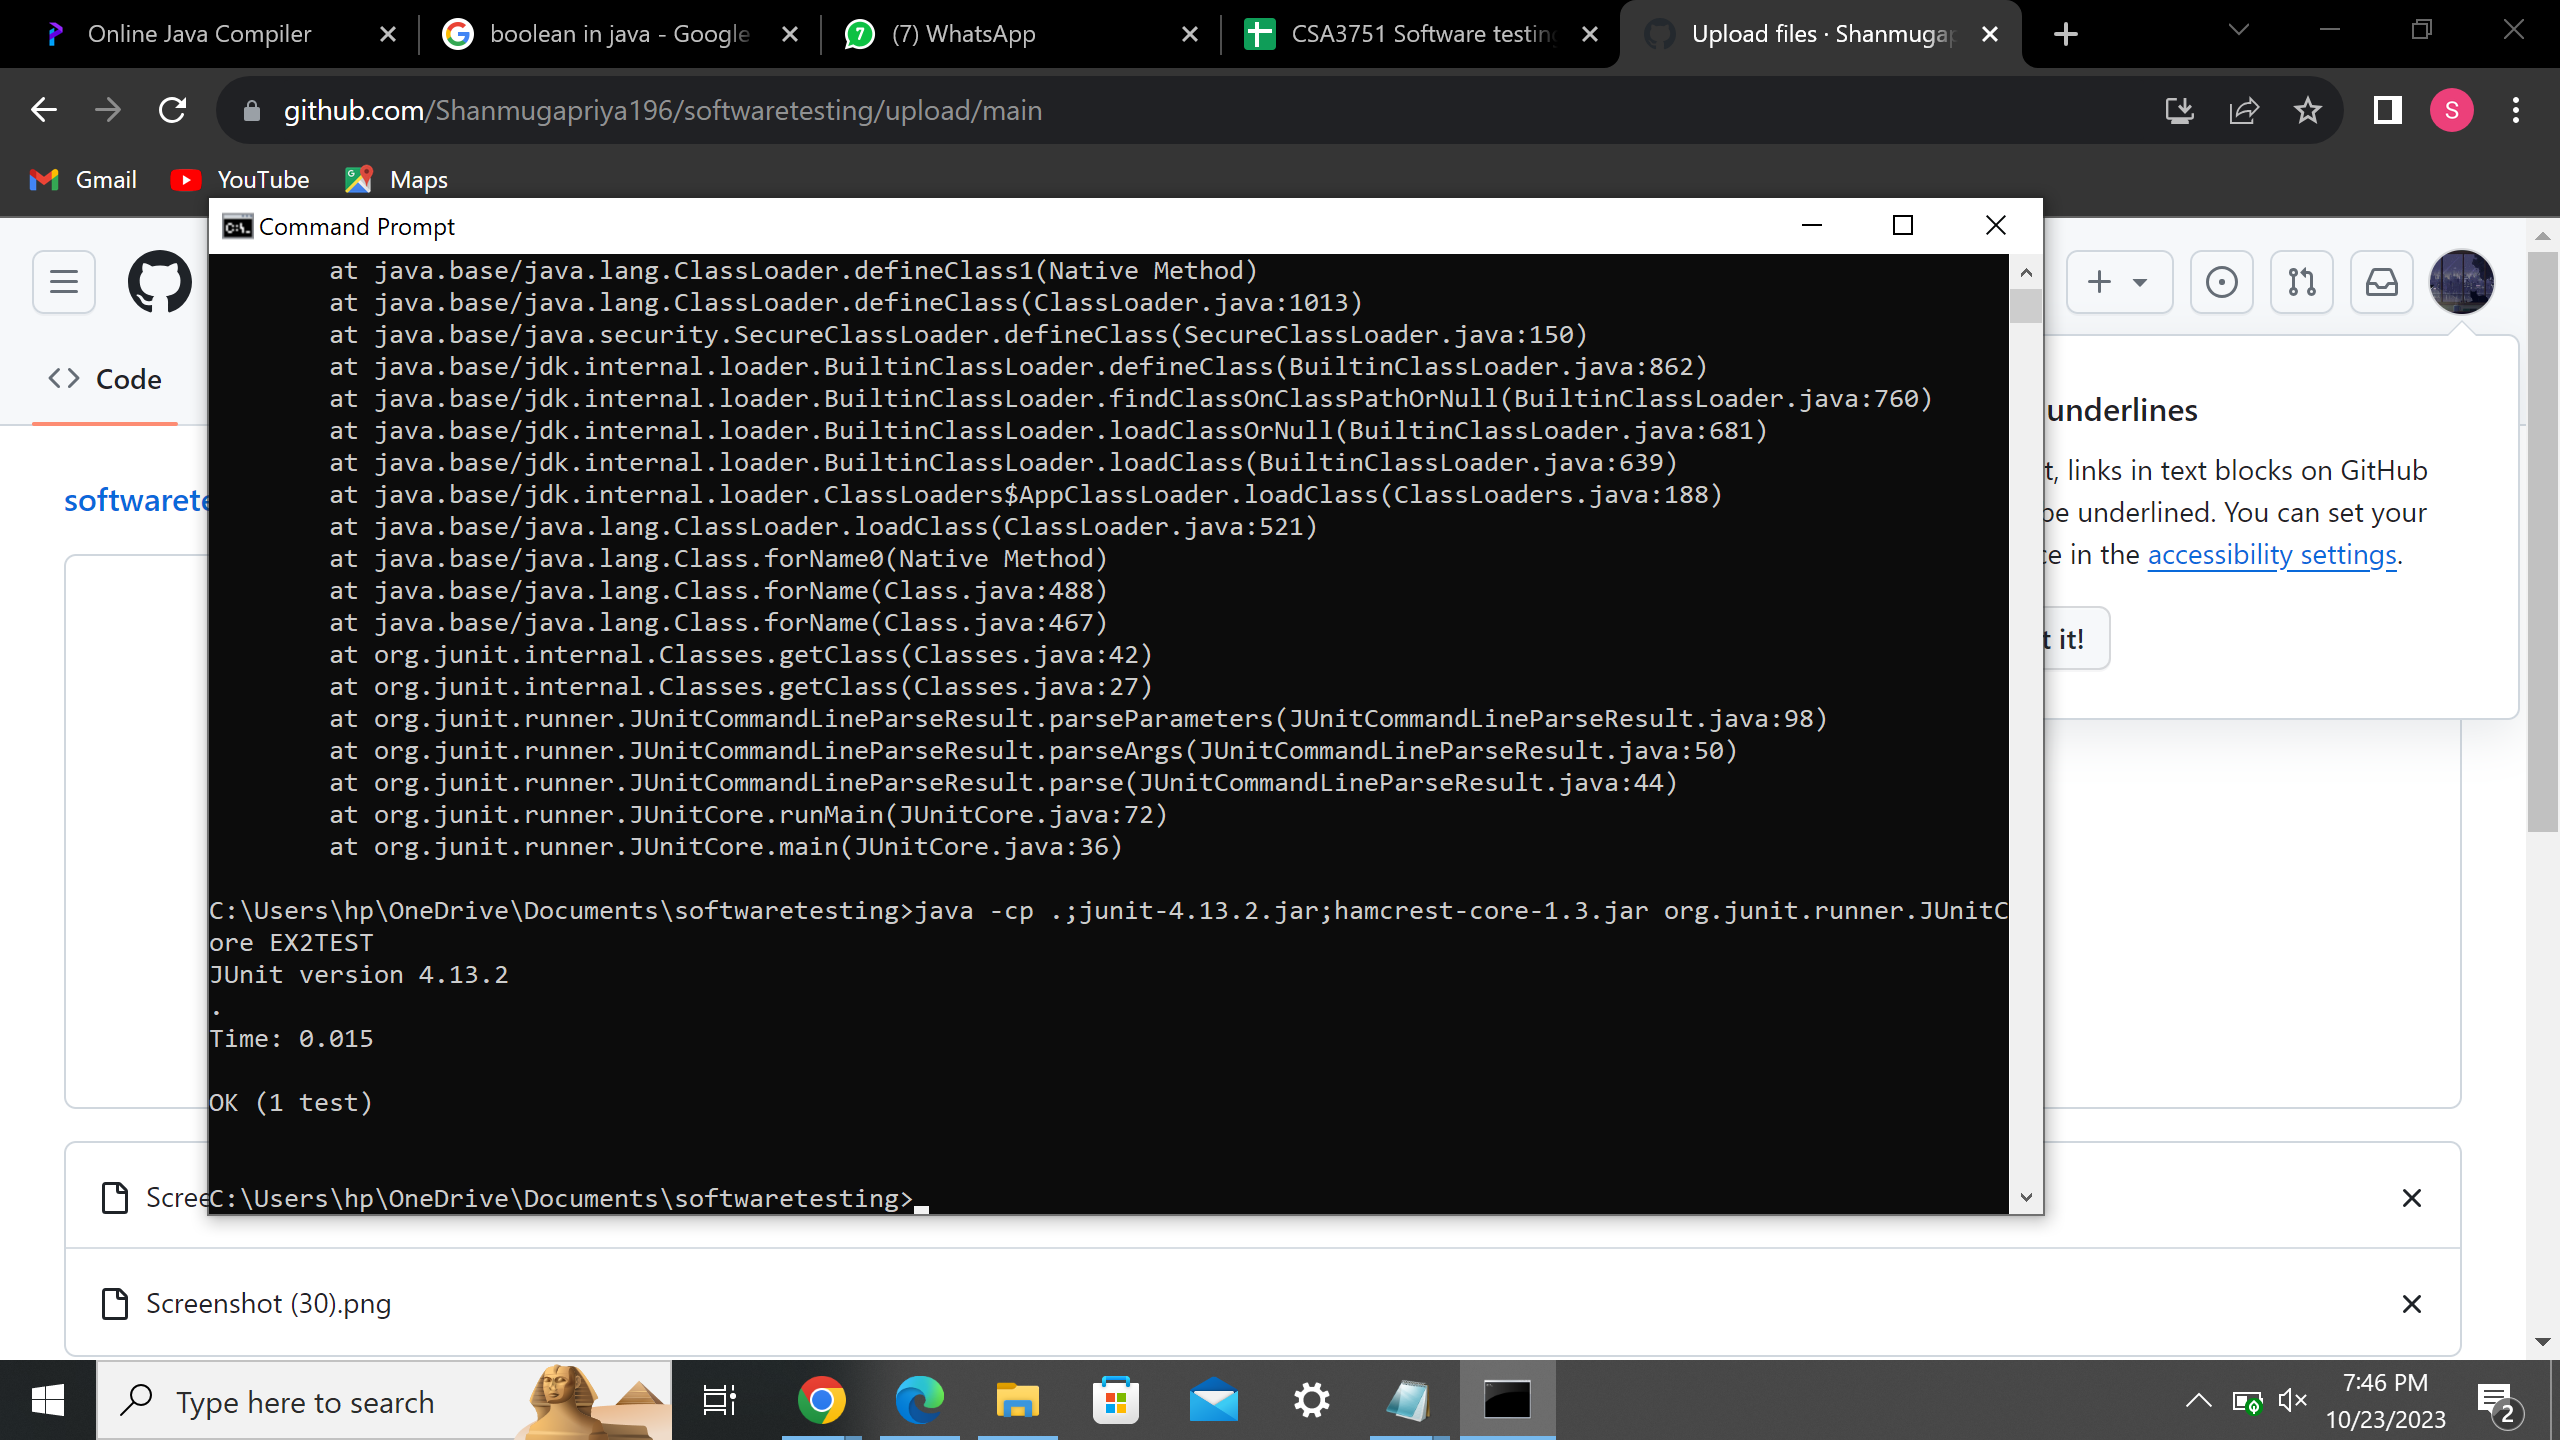 Online Java Compiler
boolean in java - Google
(7) WhatsApp
CSA3751 Software testing
Upload files · Shanmugap
github.com/Shanmugapriya196/softwaretesting/upload/main
S
Gmail
YouTube
Maps
Command Prompt
Code
softwarete
at java.base/java.lang.ClassLoader.defineClass1(Native Method)
at java.base/java.lang.ClassLoader.defineClass(ClassLoader.java:1013)
at java.base/java.security.SecureClassLoader.defineClass(SecureClassLoader.java:150)
at java.base/jdk.internal.loader.BuiltinClassLoader.defineClass(BuiltinClassLoader.java:862)
at java.base/jdk.internal.loader.BuiltinClassLoader.findClassOnClassPathOrNull(BuiltinClassLoader.java:760)
at java.base/jdk.internal.loader.BuiltinClassLoader.loadClassOrNull(BuiltinClassLoader.java:681)
at java.base/jdk.internal.loader.BuiltinClassLoader.loadClass(BuiltinClassLoader.java:639)
at java.base/jdk.internal.loader.ClassLoaders$AppClassLoader.loadClass(ClassLoaders.java:188)
at java.base/java.lang.ClassLoader.loadClass(ClassLoader.java:521)
at java.base/java.lang.Class.forName0(Native Method)
at java.base/java.lang.Class.forName(Class.java:488)
at java.base/java.lang.Class.forName(Class.java:467)
at org.junit.internal.Classes.getClass(Classes.java:42)
at org.junit.internal.Classes.getClass(Classes.java:27)
at org.junit.runner.JUnitCommandLineParseResult.parseParameters(JUnitCommandLineParseResult.java:98)
at org.junit.runner.JUnitCommandLineParseResult.parseArgs(JUnitCommandLineParseResult.java:50)
at org.junit.runner.JUnitCommandLineParseResult.parse(JUnitCommandLineParseResult.java:44)
at org.junit.runner.JUnitCore.runMain(JUnitCore.java:72)
at org.junit.runner.JUnitCore.main(JUnitCore.java:36)
C:\Users\hp\OneDrive\Documents\softwaretesting>java -cp .;junit-4.13.2.jar;hamcrest-core-1.3.jar org.junit.runner.JUnitC
ore EX2TEST
JUnit version 4.13.2
.
Time: 0.015
OK (1 test)
C:\Users\hp\OneDrive\Documents\softwaretesting>
underlines
t, links in text blocks on GitHub
be underlined. You can set your
ce in the accessibility settings.
t it!
Scree
Screenshot (30).png
Type here to search
7:46 PM
10/23/2023
2